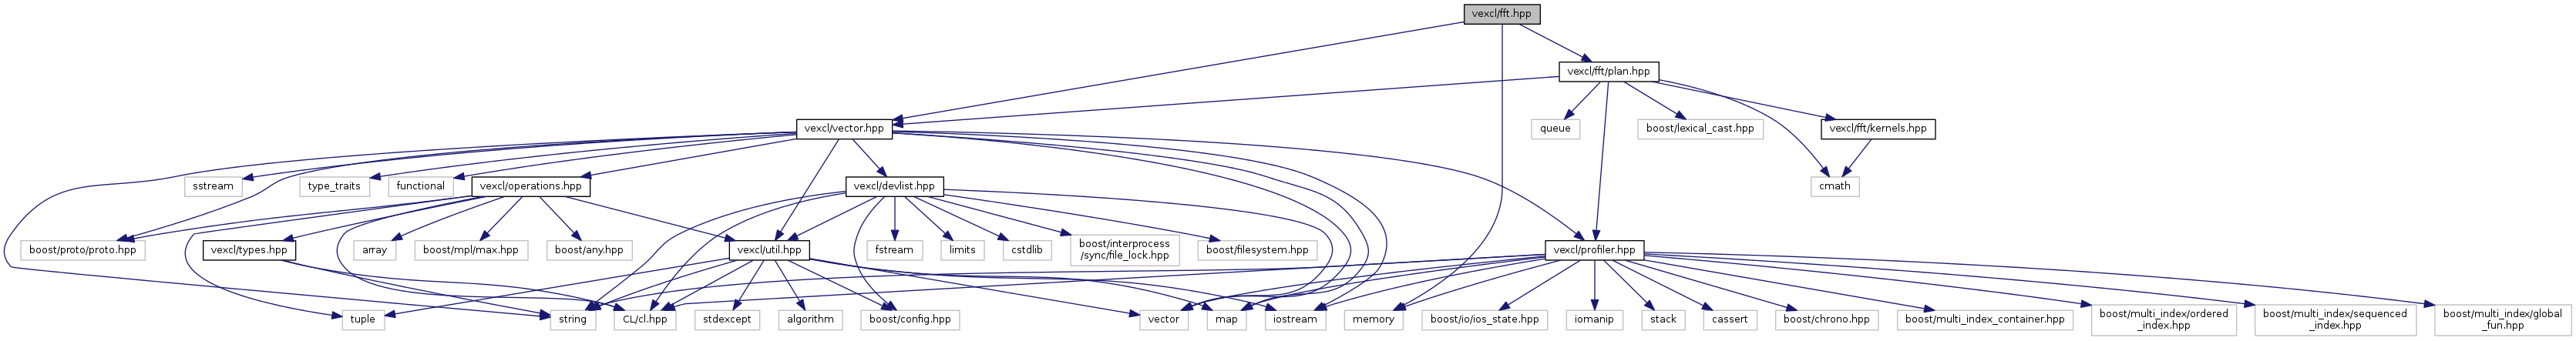 vexcl/fft.hpp
vexcl/fft/plan.hpp
vexcl/vector.hpp
queue
boost/lexical_cast.hpp
vexcl/fft/kernels.hpp
sstream
type_traits
functional
vexcl/operations.hpp
vexcl/devlist.hpp
cmath
boost/proto/proto.hpp
vexcl/types.hpp
array
boost/mpl/max.hpp
boost/any.hpp
vexcl/util.hpp
fstream
limits
cstdlib
boost/interprocess
/sync/file_lock.hpp
boost/filesystem.hpp
vexcl/profiler.hpp
tuple
string
CL/cl.hpp
stdexcept
algorithm
boost/config.hpp
vector
map
iostream
memory
boost/io/ios_state.hpp
iomanip
stack
cassert
boost/chrono.hpp
boost/multi_index_container.hpp
boost/multi_index/ordered
_index.hpp
boost/multi_index/sequenced
_index.hpp
boost/multi_index/global
_fun.hpp